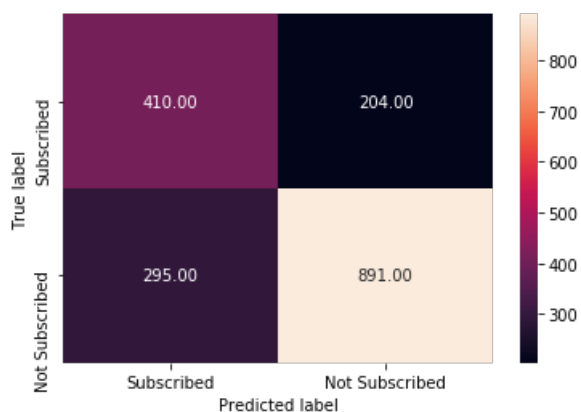 True label
Subscribed
Not Subscribed
410.00 204.00
295.00 891.00
Subscribed Not Subscribed
Predicted label
800
700
600
500
400
300